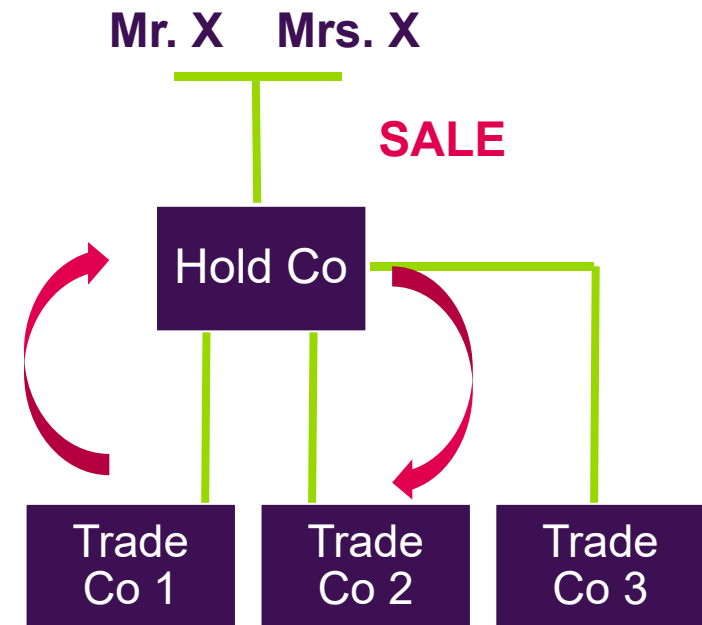 Mr. X Mrs. X
SALE
Hold Co
Trade Co 1
Trade Co 2
Trade Co 3